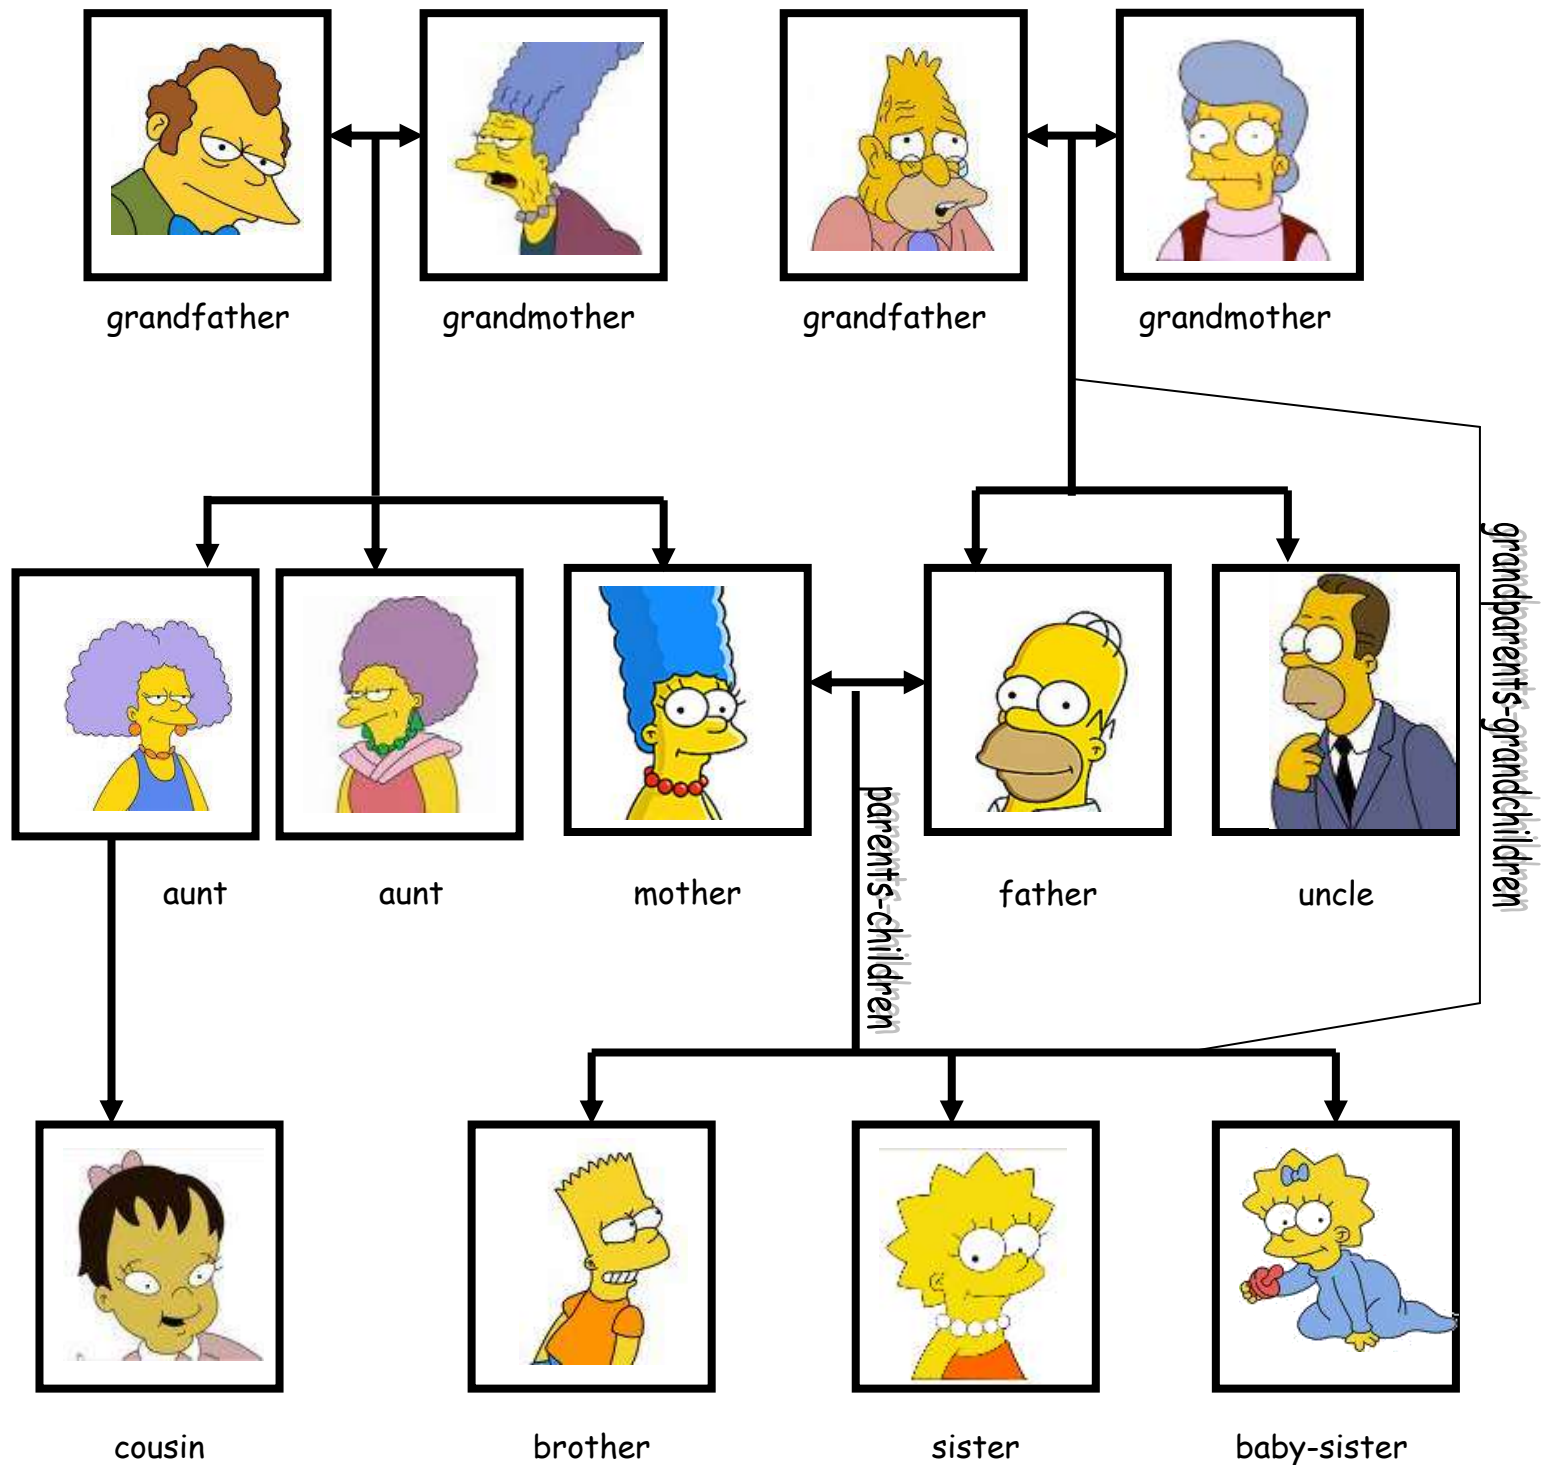 grandfather
grandmother
grandfather
grandmother
grandparents-grandchildren
aunt
aunt
mother
father
uncle
parents-children
cousin
brother
sister
baby-sister